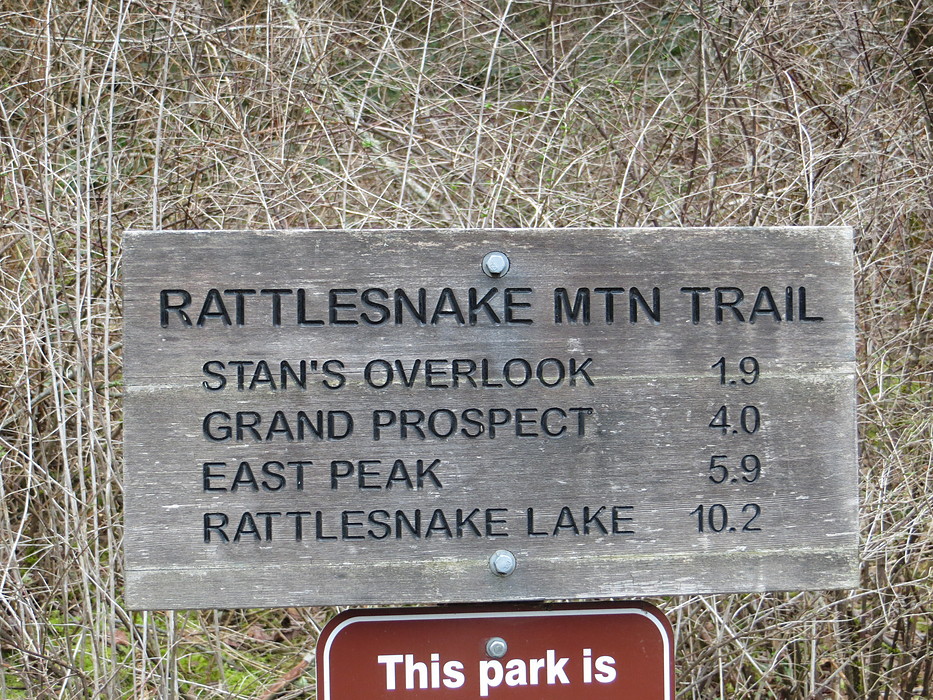 RATTLESNAKE MTN TRAIL
STAN'S OVERLOOK 1.9
GRAND PROSPECT 4.0
EAST PEAK 5.9
RATTLESNAKE LAKE 10.2
This park is